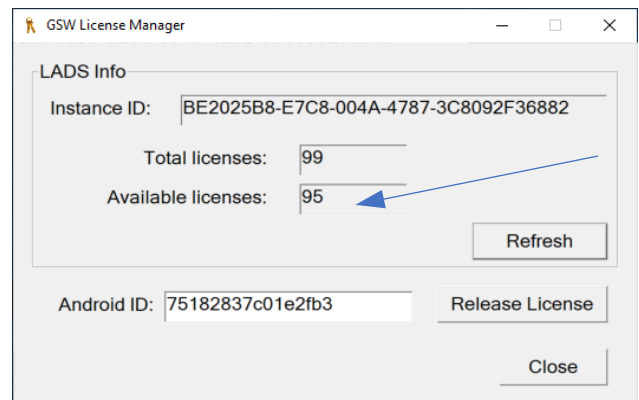 GSW License Manager
LADS Info
Instance ID: BE2025B8-E7C8-004A-4787-3C8092F36882
Total licenses: 99
Available licenses: 95
Refresh
Android ID: 75182837c01e2fb3 Release License
Close